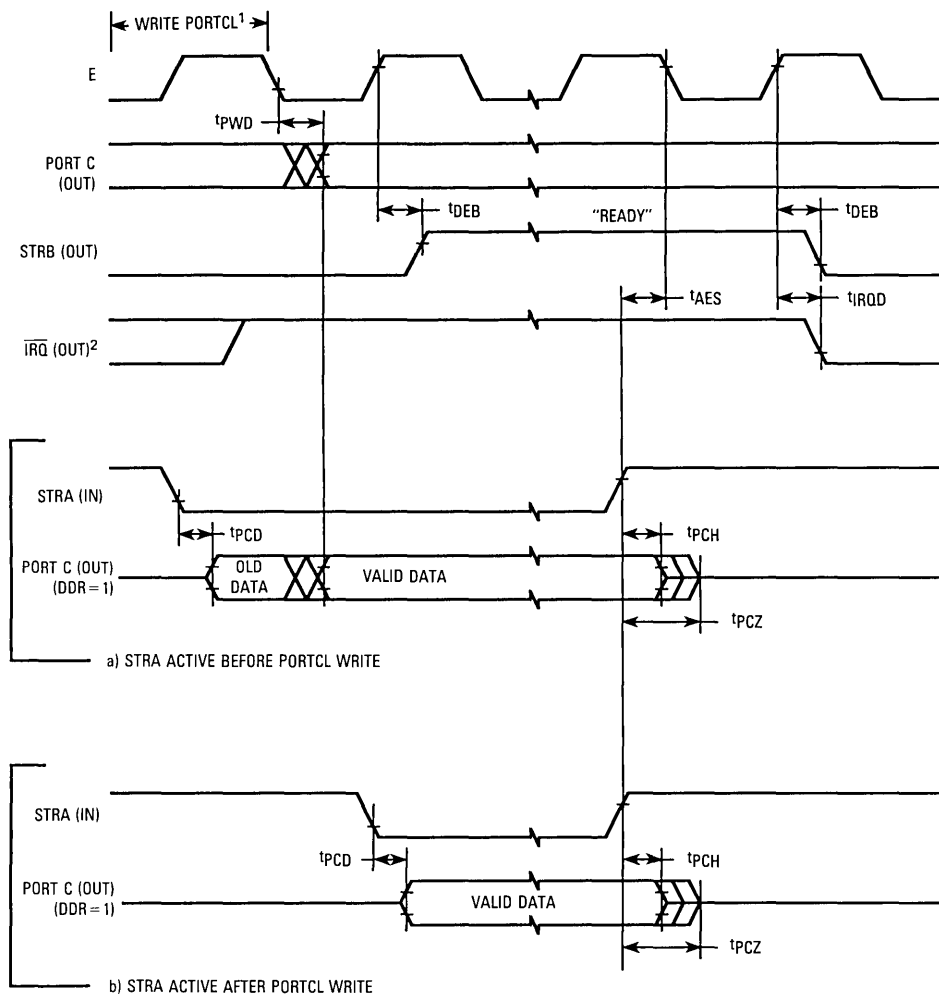 WRITE PORTCL1
E
tPWD
PORT C
(OUT)
tDEB
"READY"
tDEB
STRB (OUT)
tAES
tIRQD
IRQ (OUT)2
STRA (IN)
tPCD
tPCH
PORT C (OUT)
(DDR = 1)
OLD
DATA
VALID DATA
tPCZ
a) STRA ACTIVE BEFORE PORTCL WRITE
STRA (IN)
tPCD
tPCH
PORT C (OUT)
(DDR = 1)
VALID DATA
tPCZ
b) STRA ACTIVE AFTER PORTCL WRITE